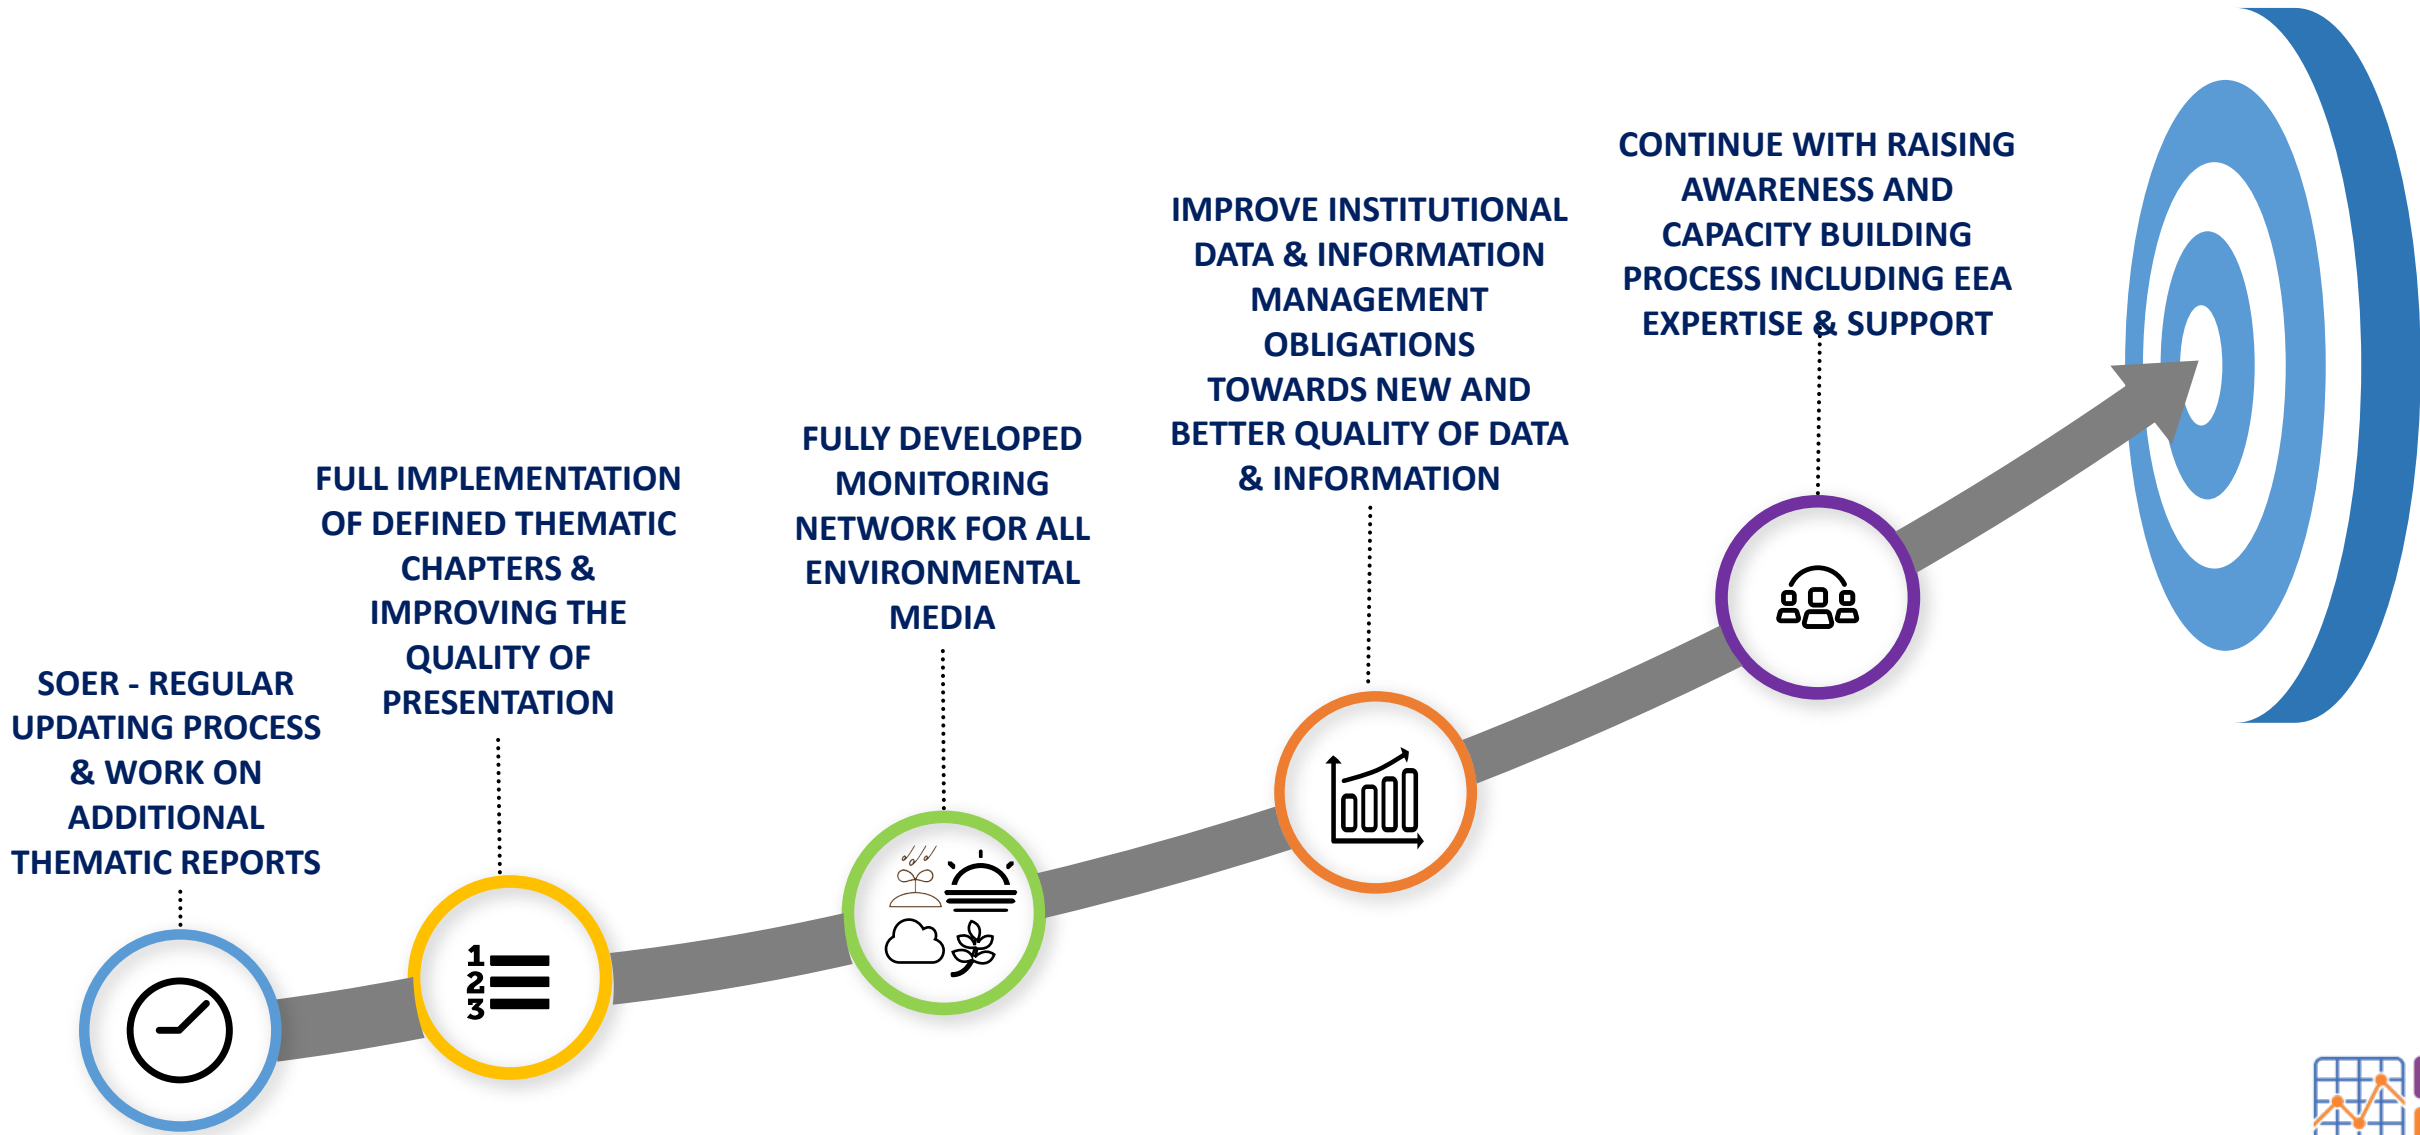 SOER - REGULAR
UPDATING PROCESS
& WORK ON
ADDITIONAL
THEMATIC REPORTS
FULL IMPLEMENTATION
OF DEFINED THEMATIC
CHAPTERS &
IMPROVING THE
QUALITY OF
PRESENTATION
FULLY DEVELOPED
MONITORING
NETWORK FOR ALL
ENVIRONMENTAL
MEDIA
IMPROVE INSTITUTIONAL
DATA & INFORMATION
MANAGEMENT
OBLIGATIONS
TOWARDS NEW AND
BETTER QUALITY OF DATA
& INFORMATION
CONTINUE WITH RAISING
AWARENESS AND
CAPACITY BUILDING
PROCESS INCLUDING EEA
EXPERTISE & SUPPORT
1
2
3